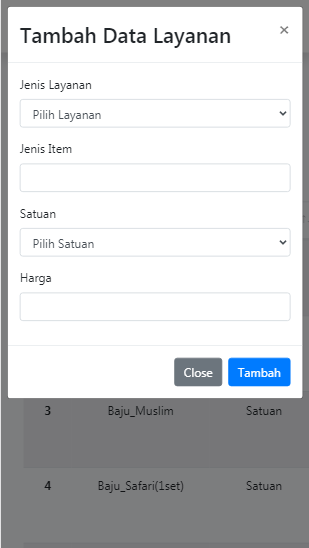 Tambah Data Layanan ×
Jenis Layanan
Pilih Layanan
Jenis Item
Satuan
Pilih Satuan
Harga
Close Tambah
3 Baju_Muslim Satuan
4 Baju_Safari(1set) Satuan